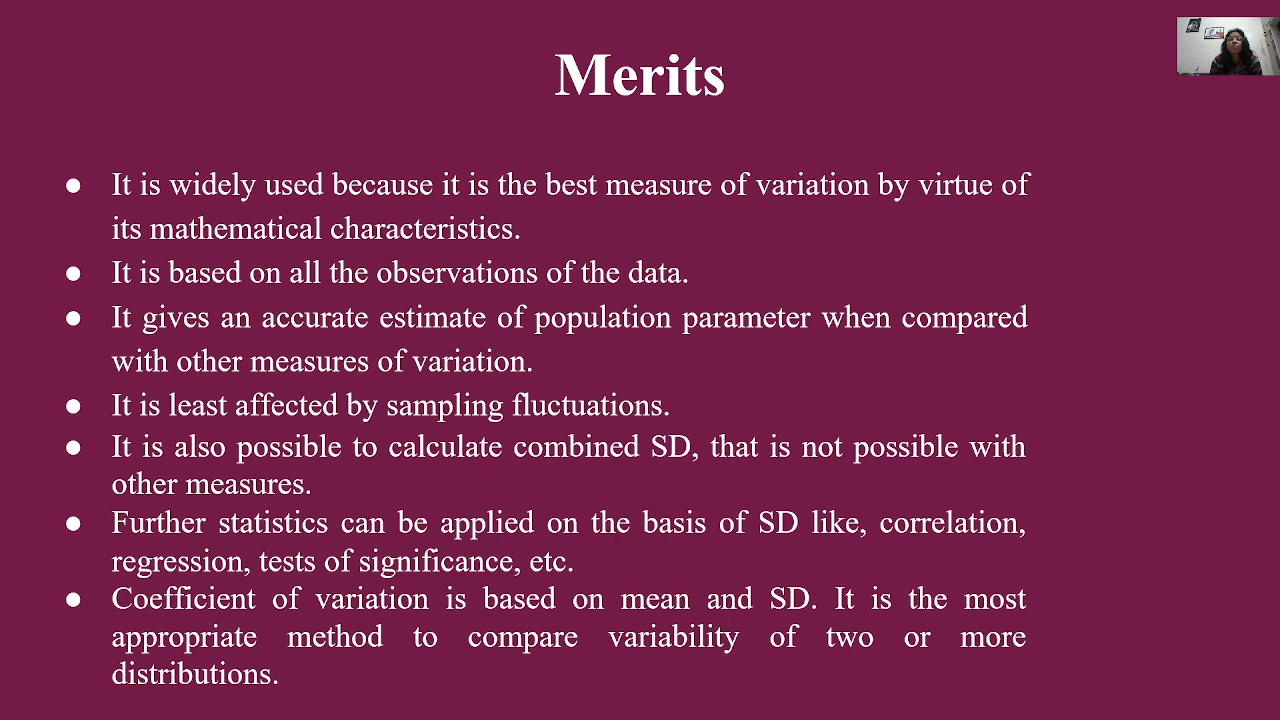 Merits
● It is widely used because it is the best measure of variation by virtue of
its mathematical characteristics.
● It is based on all the observations of the data.
● It gives an accurate estimate of population parameter when compared
with other measures of variation.
● It is least affected by sampling fluctuations.
● It is also possible to calculate combined SD, that is not possible with
other measures.
● Further statistics can be applied on the basis of SD like, correlation,
regression, tests of significance, etc.
● Coefficient of variation is based on mean and SD. It is the most
appropriate method to compare variability of two or more
distributions.